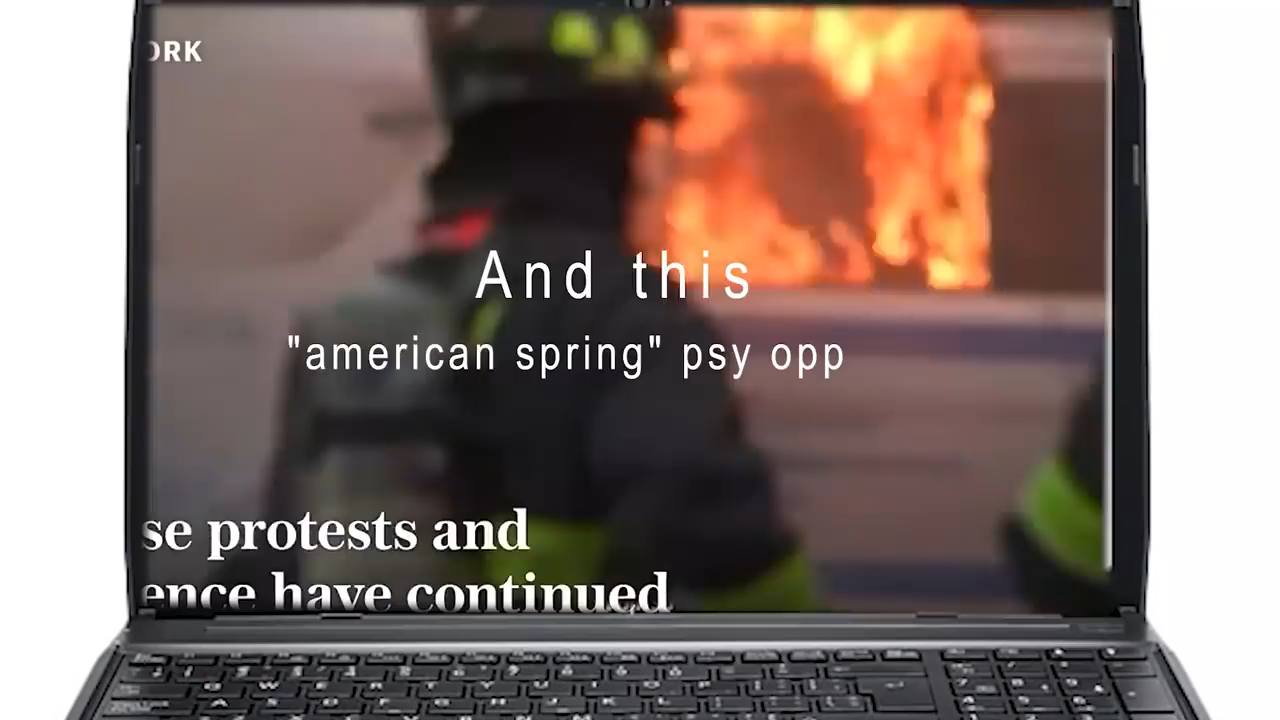 ORK
And this
"american spring" psy opp
se protests and
ence have continued